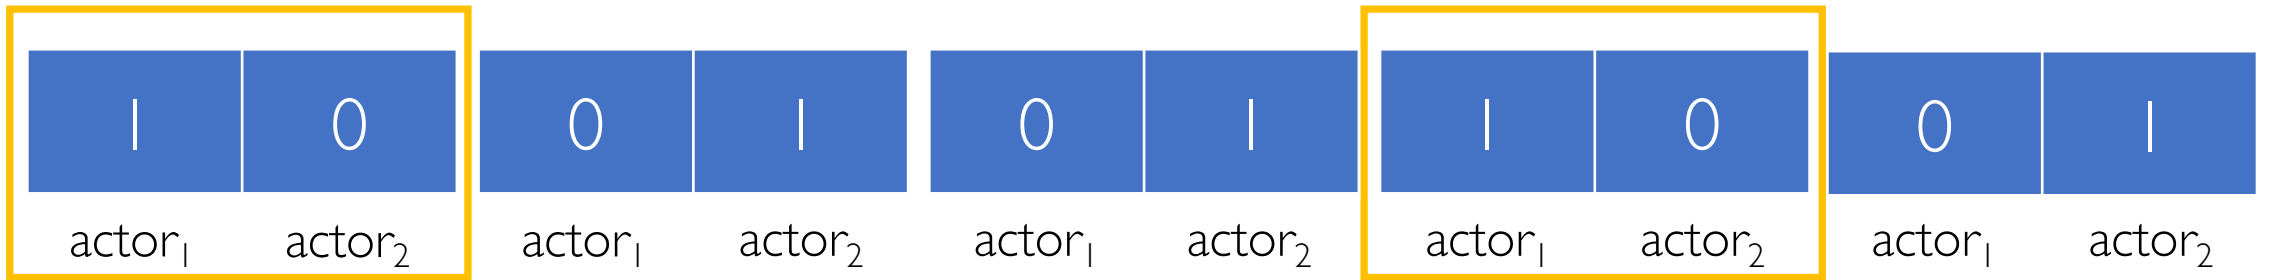 1 0 0 1 0 1 1 0 0 1
actor₁ actor₂ actor₁ actor₂ actor₁ actor₂ actor₁ actor₂ actor₁ actor₂